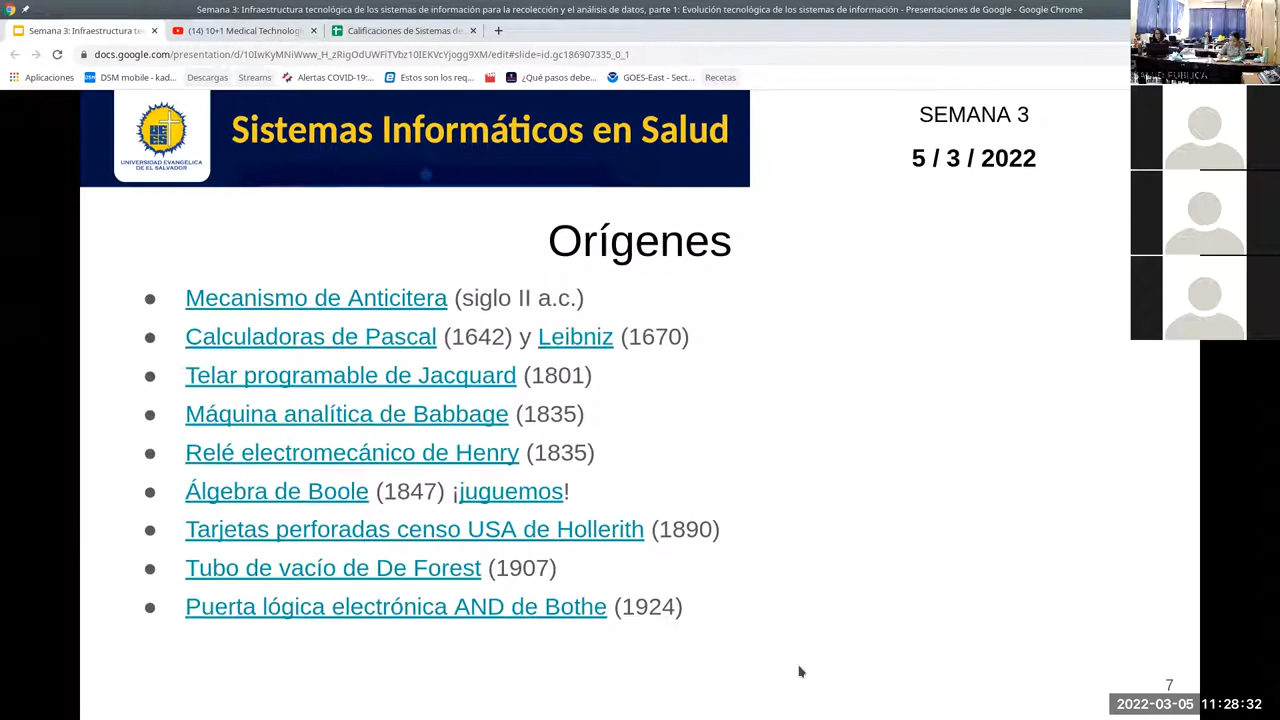 Semana 3: Infraestructura tecnológica de los sistemas de información para la recolección y el análisis de datos, parte 1: Evolución tecnológica de los sistemas de información - Presentaciones de Google - Google Chrome
Semana 3: Infraestructura te
(14) 10+1 Medical Technologi
Calificaciones de Sistemas de
docs.google.com/presentation/d/10IwKyMNiWww_H_zRigOdUWFiTVbz10IEKVcYjogg9XM/edit#slide=id.gc186907335_0_1
Aplicaciones
DSM mobile - kad...
Descargas
Streams
Alertas COVID-19:...
Estos son los req...
¿Qué pasos debe...
GOES-East - Sect...
Recetas
UNIVERSIDAD EVANGÉLICA
DE EL SALVADOR
Sistemas Informáticos en Salud
SEMANA 3
5 / 3 / 2022
Orígenes
● Mecanismo de Anticitera (siglo II a.c.)
● Calculadoras de Pascal (1642) y Leibniz (1670)
● Telar programable de Jacquard (1801)
● Máquina analítica de Babbage (1835)
● Relé electromecánico de Henry (1835)
● Álgebra de Boole (1847) ¡juguemos!
● Tarjetas perforadas censo USA de Hollerith (1890)
● Tubo de vacío de De Forest (1907)
● Puerta lógica electrónica AND de Bothe (1924)
7
2022-03-05 11:28:32